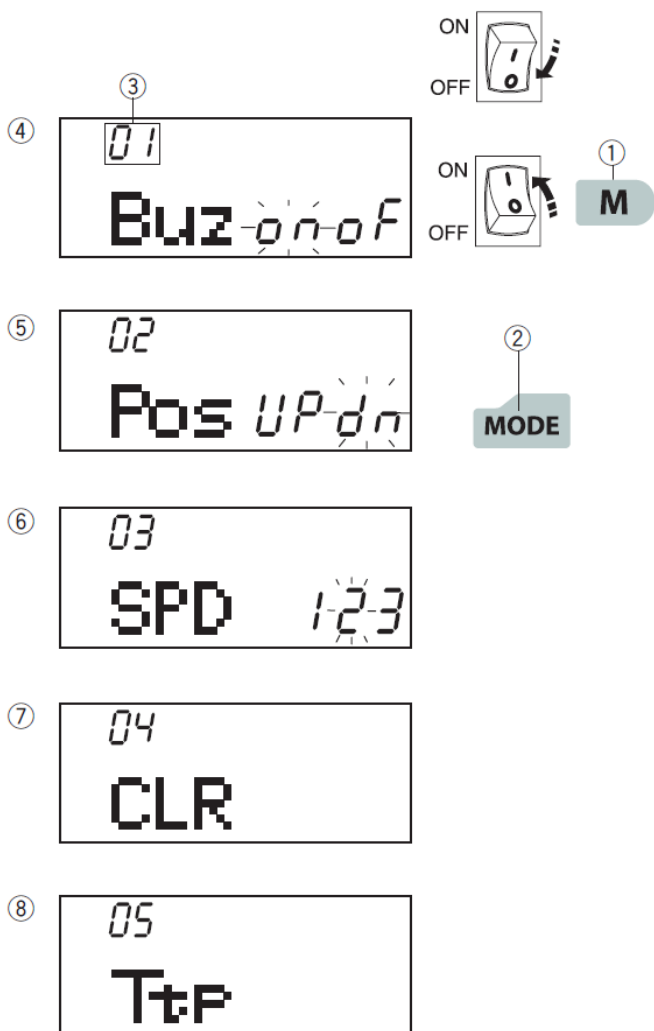 ON
OFF
③
④
01
Buz on oF
ON
OFF
①
M
⑤
02
Pos UP dn
②
MODE
⑥
03
SPD 1 2 3
⑦
04
CLR
⑧
05
Ttp